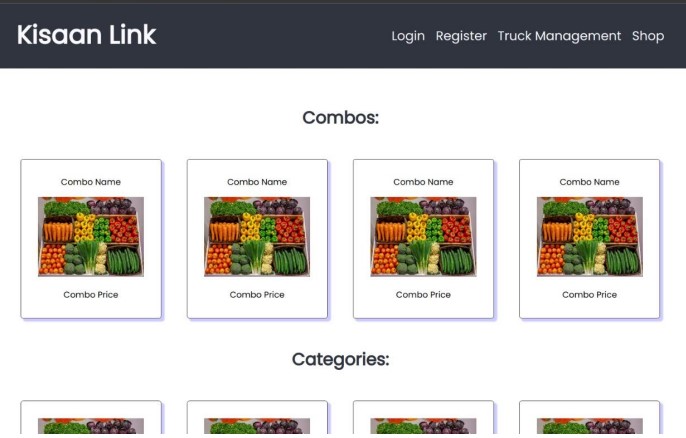 Kisaan Link
Login Register Truck Management Shop
Combos:
Combo Name Combo Name Combo Name Combo Name
Combo Price Combo Price Combo Price Combo Price
Categories: